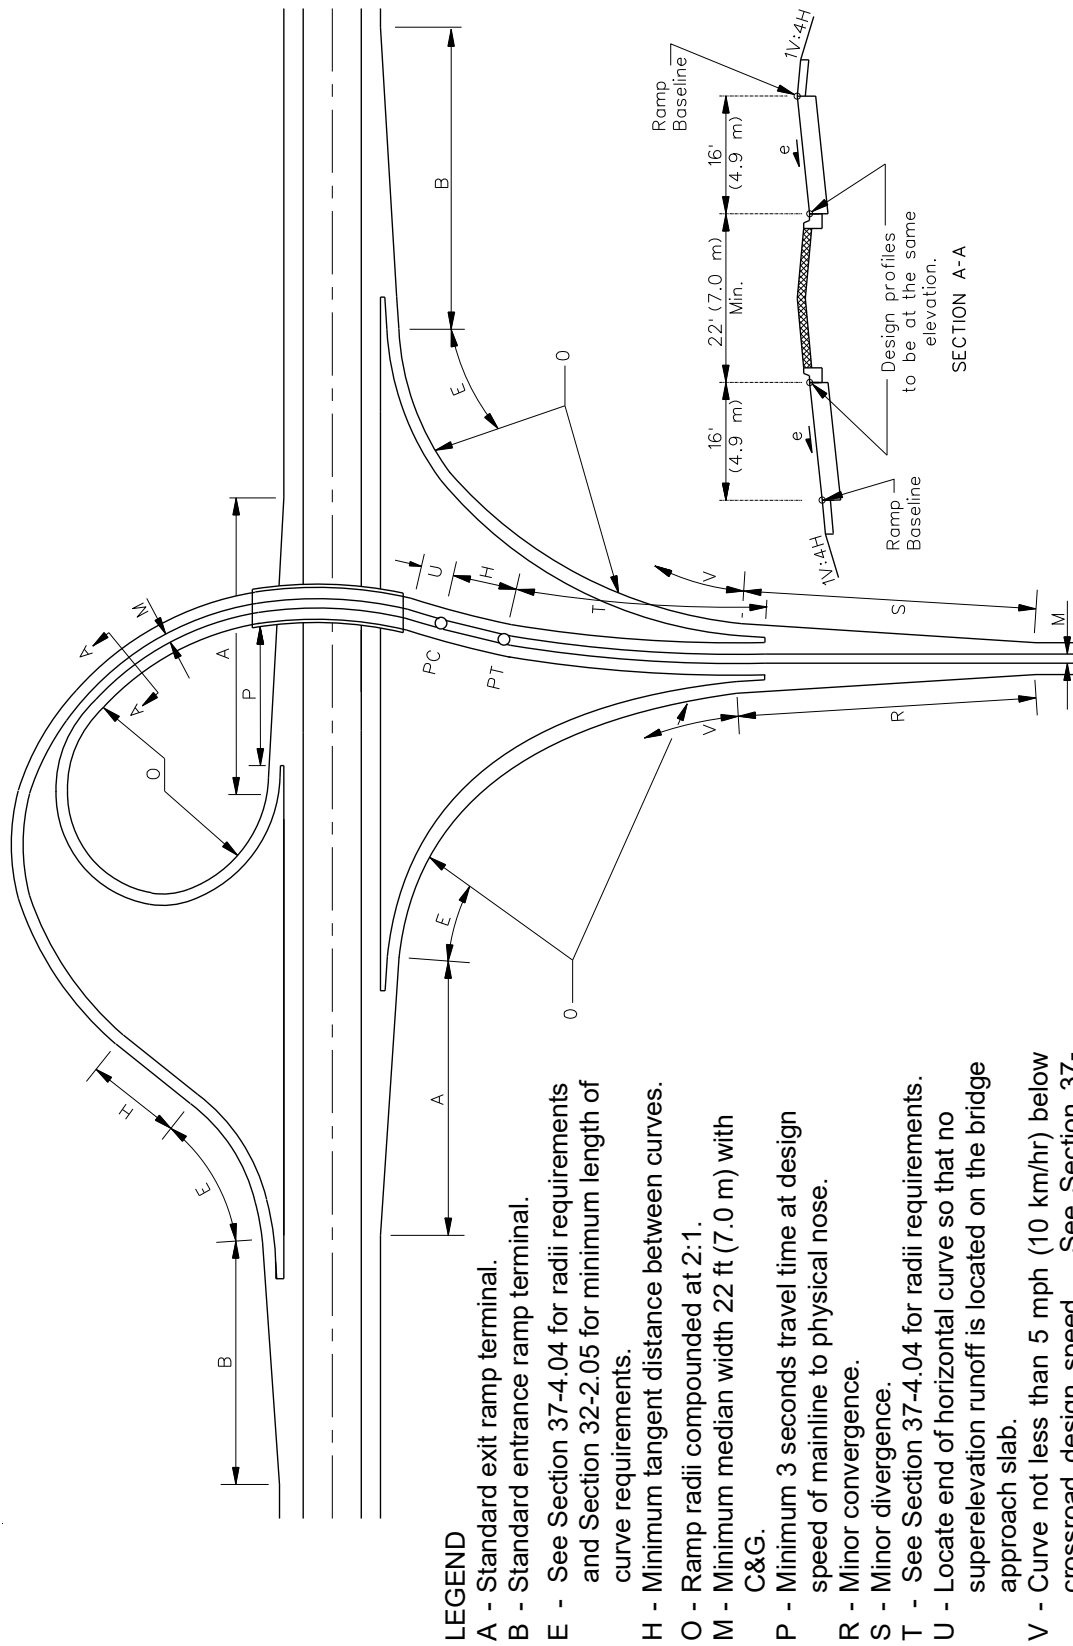 B
A
P
A
M
A
A
O
E
H
B
A
E
O
V
R
PC
PT
U
H
T
V
S
M
E
O
B
Ramp
Baseline
1V:4H
16'
(4.9 m)
22' (7.0 m)
Min.
16'
(4.9 m)
e
e
1V:4H
Ramp
Baseline
Design profiles
to be at the same
elevation.
SECTION A-A
LEGEND
A - Standard exit ramp terminal.
B - Standard entrance ramp terminal.
E - See Section 37-4.04 for radii requirements
and Section 32-2.05 for minimum length of
curve requirements.
H - Minimum tangent distance between curves.
O - Ramp radii compounded at 2:1.
M - Minimum median width 22 ft (7.0 m) with
C&G.
P - Minimum 3 seconds travel time at design
speed of mainline to physical nose.
R - Minor convergence.
S - Minor divergence.
T - See Section 37-4.04 for radii requirements.
U - Locate end of horizontal curve so that no
superelevation runoff is located on the bridge
approach slab.
V - Curve not less than 5 mph (10 km/hr) below
crossroad design speed. See Section 37-